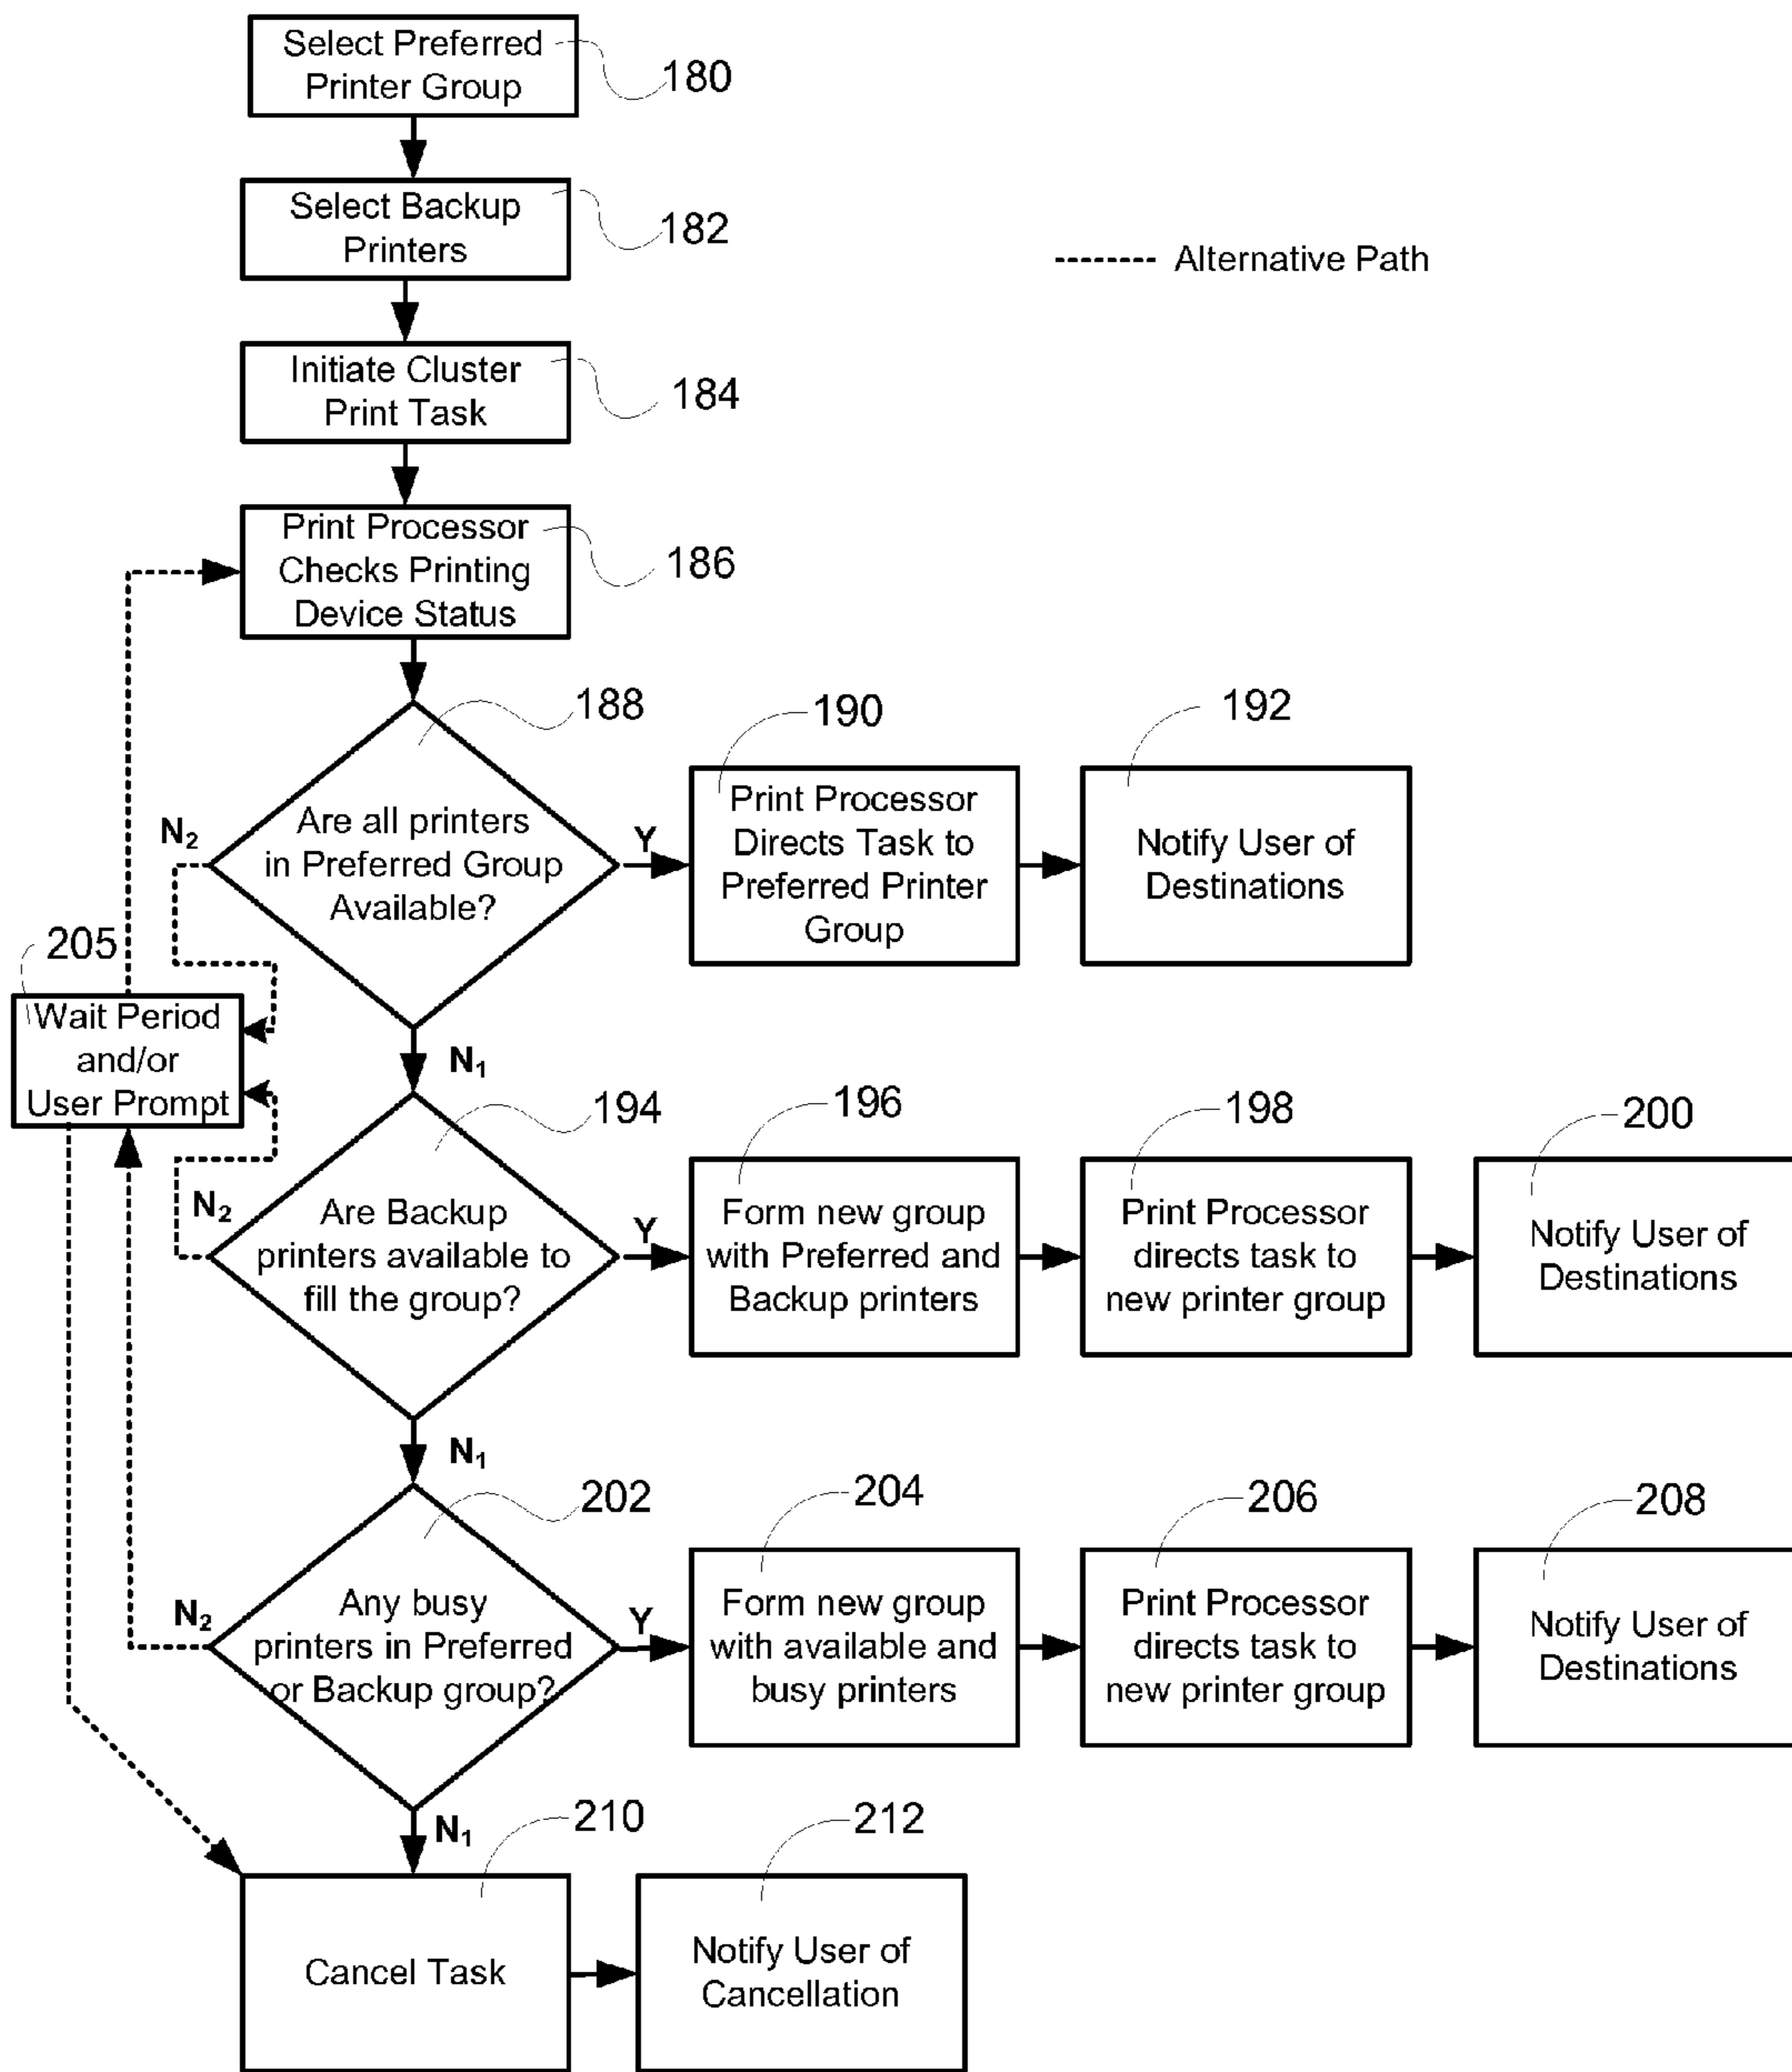 Select Preferred
Printer Group
180
Select Backup
Printers
182
Alternative Path
Initiate Cluster
Print Task
184
Print Processor
Checks Printing
Device Status
186
188
190
192
Are all printers
in Preferred Group
Available?
N₂
Y
Print Processor
Directs Task to
Preferred Printer
Group
Notify User of
Destinations
205
Wait Period
and/or
User Prompt
N₁
194
196
198
200
Are Backup
printers available to
fill the group?
N₂
Y
Form new group
with Preferred and
Backup printers
Print Processor
directs task to
new printer group
Notify User of
Destinations
N₁
202
204
206
208
Any busy
printers in Preferred
or Backup group?
N₂
Y
Form new group
with available and
busy printers
Print Processor
directs task to
new printer group
Notify User of
Destinations
N₁
210
212
Cancel Task
Notify User of
Cancellation